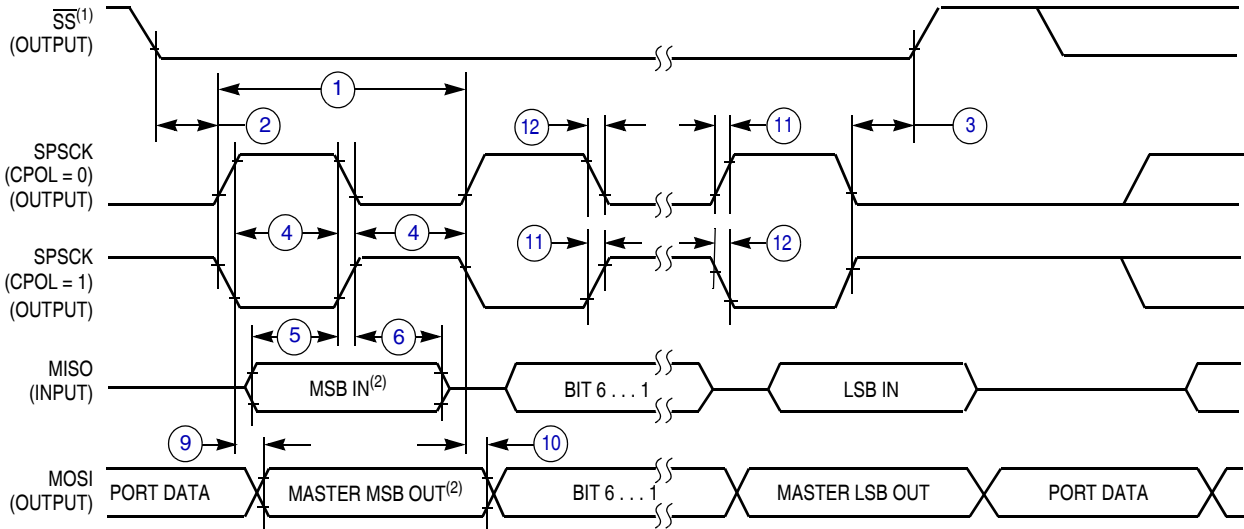 SS(1)
(OUTPUT)
1
2
12
11
3
SPSCK
(CPOL = 0)
(OUTPUT)
4
4
11
12
SPSCK
(CPOL = 1)
(OUTPUT)
5
6
MISO
(INPUT)
MSB IN(2)
BIT 6 . . . 1
LSB IN
9
10
MOSI
(OUTPUT)
PORT DATA
MASTER MSB OUT(2)
BIT 6 . . . 1
MASTER LSB OUT
PORT DATA